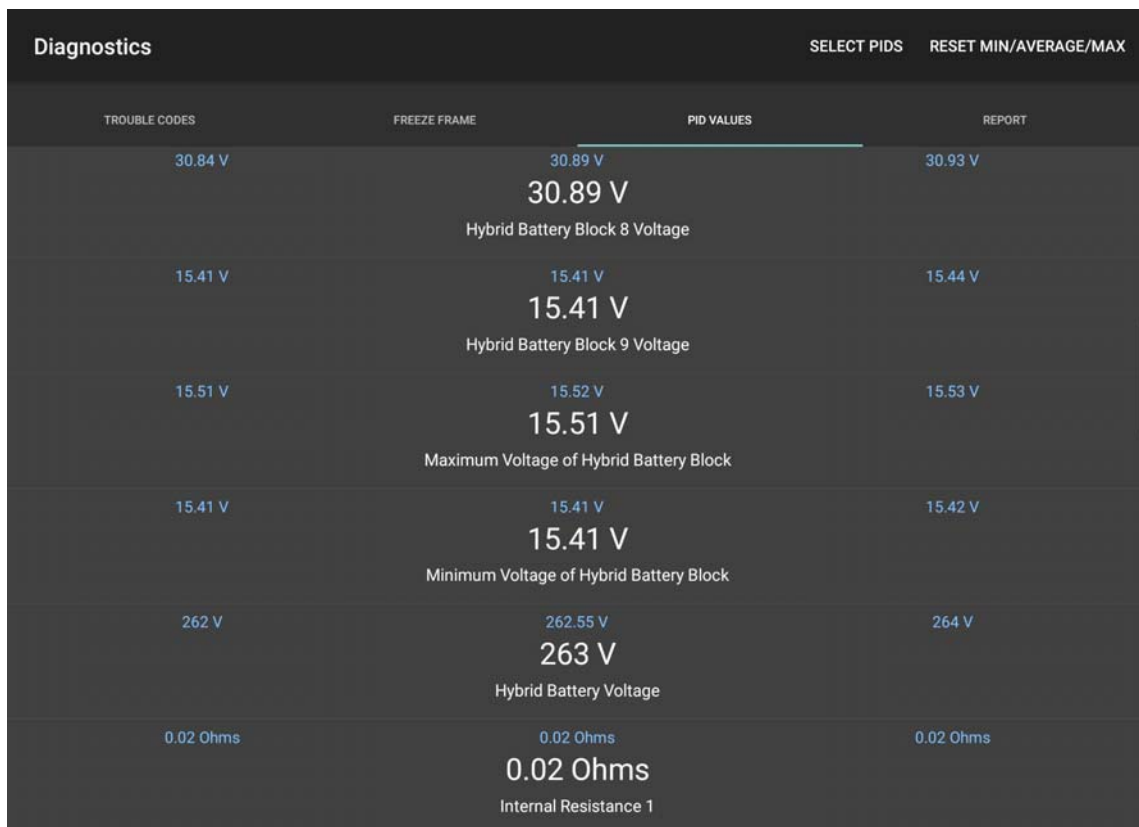 Diagnostics SELECT PIDS RESET MIN/AVERAGE/MAX
TROUBLE CODES FREEZE FRAME PID VALUES REPORT
30.84 V 30.89 V 30.93 V
30.89 V
Hybrid Battery Block 8 Voltage
15.41 V 15.41 V 15.44 V
15.41 V
Hybrid Battery Block 9 Voltage
15.51 V 15.52 V 15.53 V
15.51 V
Maximum Voltage of Hybrid Battery Block
15.41 V 15.41 V 15.42 V
15.41 V
Minimum Voltage of Hybrid Battery Block
262 V 262.55 V 264 V
263 V
Hybrid Battery Voltage
0.02 Ohms 0.02 Ohms 0.02 Ohms
0.02 Ohms
Internal Resistance 1